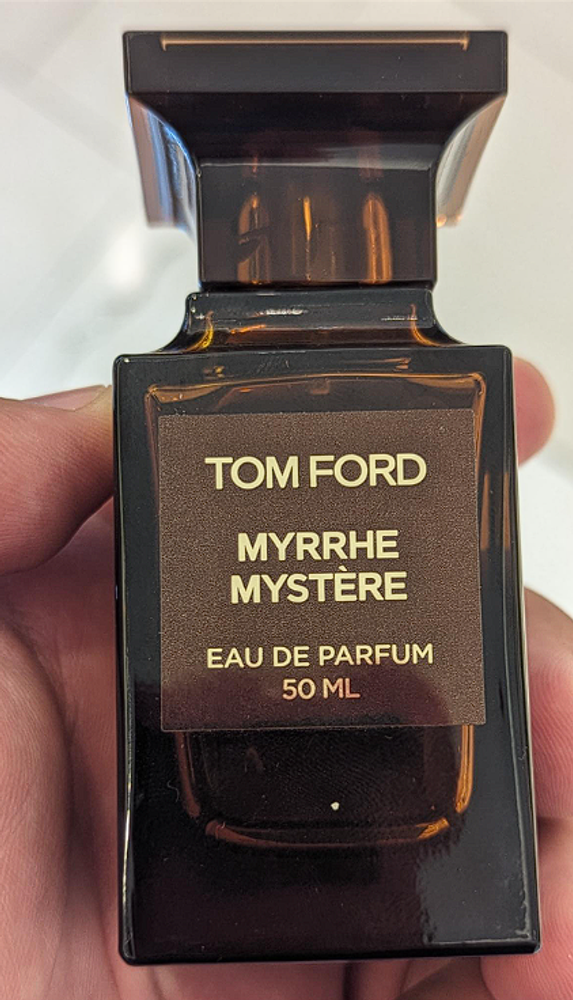 TOM FORD
MYRRHE
MYSTÈRE
EAU DE PARFUM
50 ML